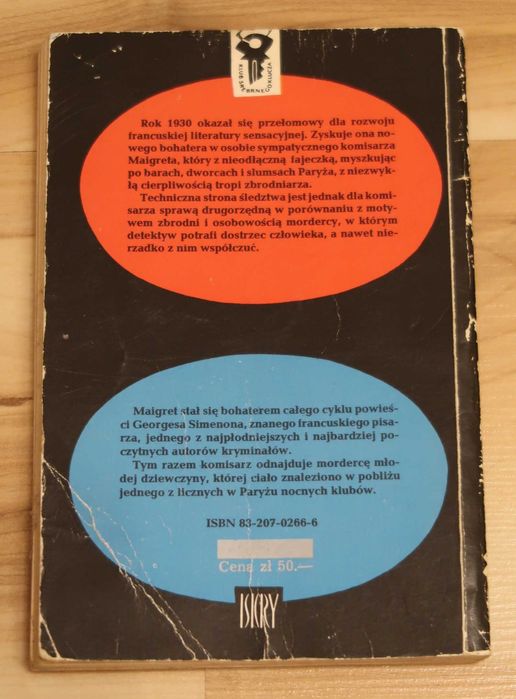 KLUB SREBRNEGO KLUCZA
Rok 1930 okazał się przełomowy dla rozwoju
francuskiej literatury sensacyjnej. Zyskuje ona no-
wego bohatera w osobie sympatycznego komisarza
Maigreta, który z nieodłączną fajeczką, myszkując
po barach, dworcach i slumsach Paryża, z niezwyk-
łą cierpliwością tropi zbrodniarza.
Techniczna strona śledztwa jest jednak dla komi-
sarza sprawą drugorzędną w porównaniu z moty-
wem zbrodni i osobowością mordercy, w którym
detektyw potrafi dostrzec człowieka, a nawet nie-
rzadko z nim współczuć.
Maigret stał się bohaterem całego cyklu powieś-
ci Georgesa Simenona, znanego francuskiego pisa-
rza, jednego z najpłodniejszych i najbardziej po-
czytnych autorów kryminałów.
Tym razem komisarz odnajduje mordercę mło-
dej dziewczyny, której ciało znaleziono w pobliżu
jednego z licznych w Paryżu nocnych klubów.
ISBN 83-207-0266-6
Cena zł 50.—
ISKRY